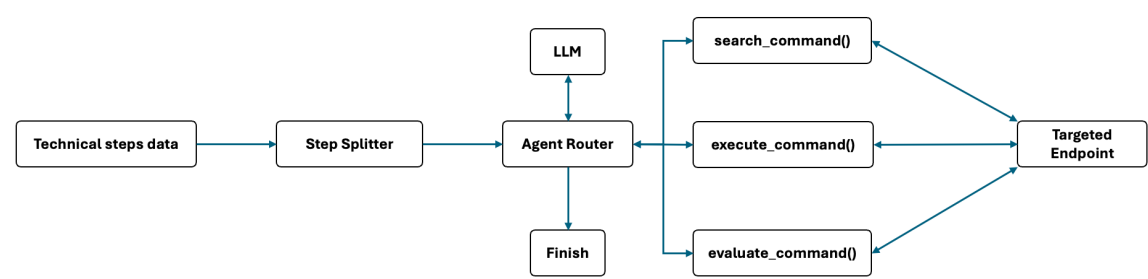 search_command()
LLM
Technical steps data
Step Splitter
Agent Router
execute_command()
Targeted
Endpoint
Finish
evaluate_command()